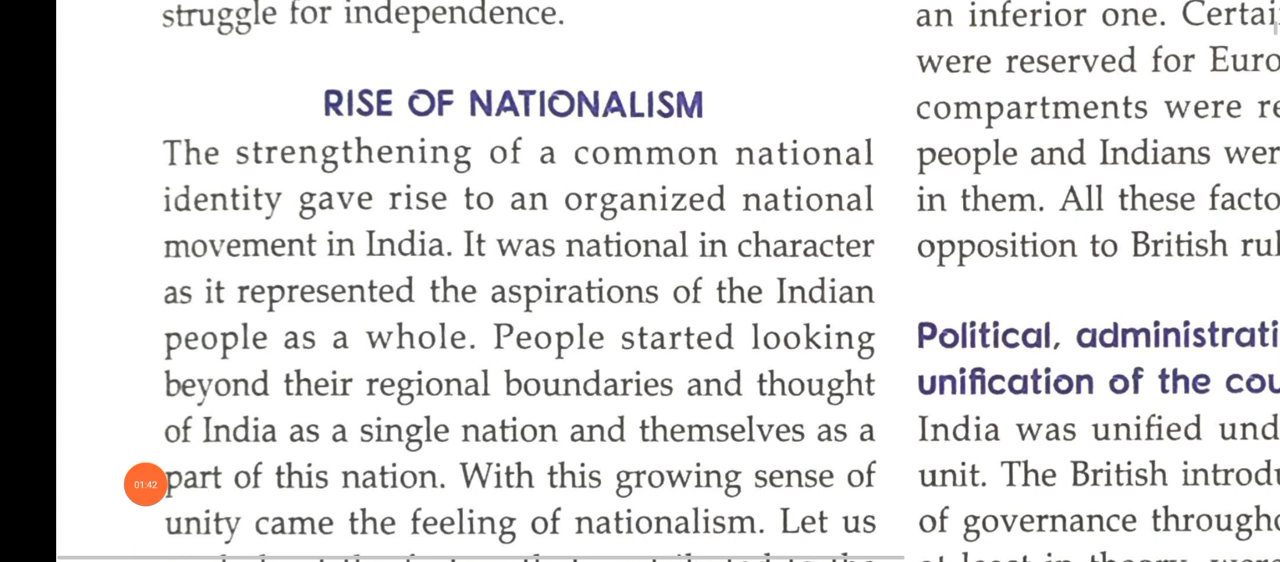 struggle for independence.
RISE OF NATIONALISM
The strengthening of a common national
identity gave rise to an organized national
movement in India. It was national in character
as it represented the aspirations of the Indian
people as a whole. People started looking
beyond their regional boundaries and thought
of India as a single nation and themselves as a
part of this nation. With this growing sense of
unity came the feeling of nationalism. Let us
01:42
an inferior one.
were reserved for
compartments were
people and Indians
in them. All these
opposition to British
Political,
unification of the
India was unified
unit. The British
of governance